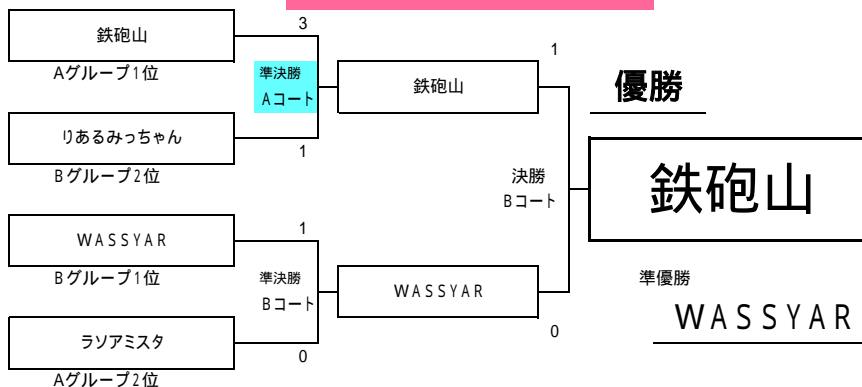 鉄砲山
3
Aグループ1位
準決勝
Aコート
鉄砲山
1
りあるみっちゃん
1
Bグループ2位
優勝
決勝
Bコート
鉄砲山
WASSYAR
1
Bグループ1位
準決勝
Bコート
WASSYAR
0
ラソアミスタ
0
Aグループ2位
準優勝
WASSYAR